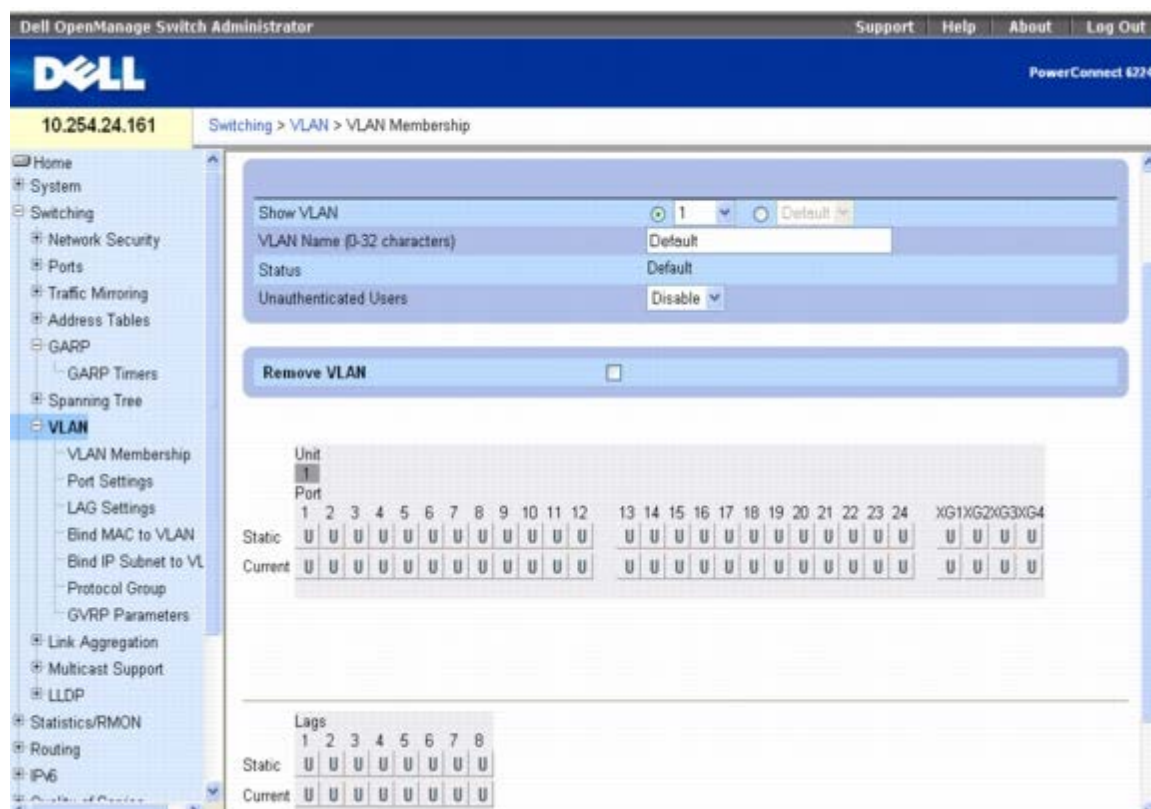 Dell OpenManage Switch Administrator Support Help About Log Out
DELL
PowerConnect 6224
10.254.24.161
Switching > VLAN > VLAN Membership
Home
System
Switching
Network Security
Ports
Traffic Mirroring
Address Tables
GARP
GARP Timers
Spanning Tree
VLAN
VLAN Membership
Port Settings
LAG Settings
Bind MAC to VLAN
Bind IP Subnet to VL
Protocol Group
GVRP Parameters
Link Aggregation
Multicast Support
LLDP
Statistics/RMON
Routing
IPv6
Show VLAN 1 Default
VLAN Name (0-32 characters) Default
Status Default
Unauthenticated Users Disable
Remove VLAN
Unit
1
Port
1 2 3 4 5 6 7 8 9 10 11 12 13 14 15 16 17 18 19 20 21 22 23 24 XG1XG2XG3XG4
Static U U U U U U U U U U U U U U U U U U U U U U U U U U U U
Current U U U U U U U U U U U U U U U U U U U U U U U U U U U U
Lags
1 2 3 4 5 6 7 8
Static U U U U U U U U
Current U U U U U U U U